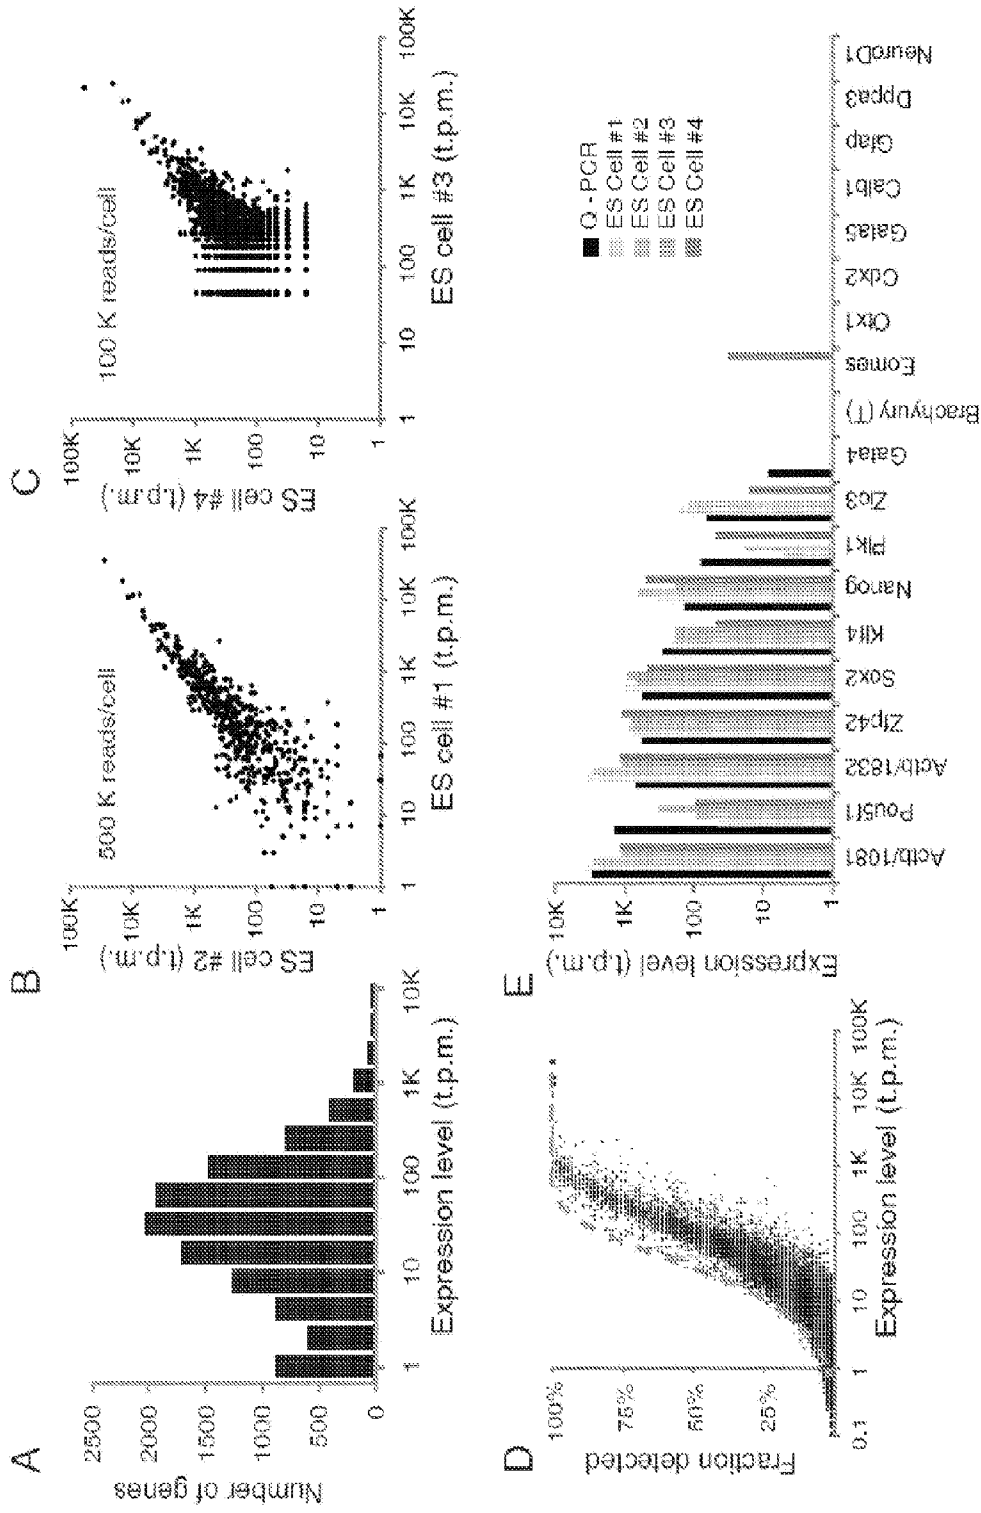 A
Number of genes
2500
2000
1500
1000
500
0
1
10
100
1K
10K
Expression level (t.p.m.)
B
500 K reads/cell
ES cell #2 (t.p.m.)
100K
10K
1K
100
10
1
1
10
100
1K
10K
100K
ES cell #1 (t.p.m.)
C
100 K reads/cell
ES cell #4 (t.p.m.)
100K
10K
1K
100
10
1
1
10
100
1K
10K
100K
ES cell #3 (t.p.m.)
D
Fraction detected
100%
75%
50%
25%
0.1
1
10
100
1K
10K
100K
Expression level (t.p.m.)
E
Expression level (t.p.m.)
10K
1K
100
10
1
Q - PCR
ES Cell #1
ES Cell #2
ES Cell #3
ES Cell #4
Actb/1081
Pou5f1
Actb/1832
Zfp42
Sox2
Klf4
Nanog
Plk1
Zic3
Gata4
Brachyury (T)
Eomes
Otx1
Cdx2
Gata5
Calb1
Gfap
Dppa3
NeuroD1